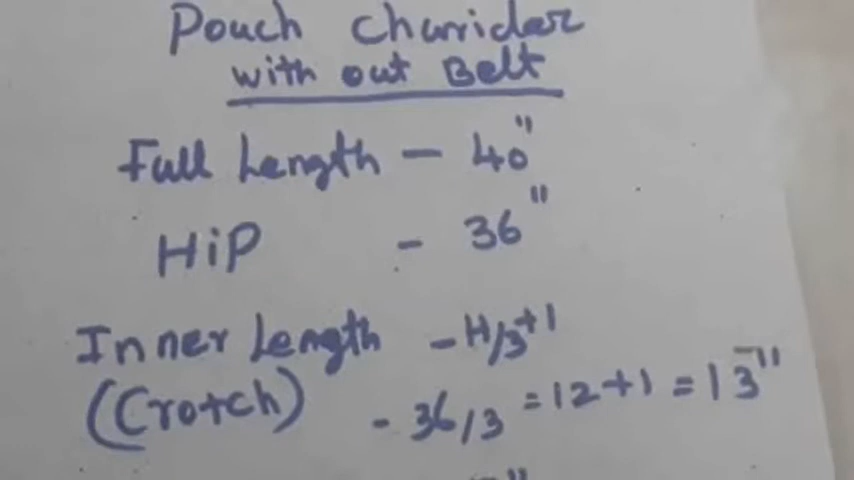 Pouch Churridar
with out Belt
Full Length - 40"
HiP - 36"
Inner Length - H/3+1
(Crotch) - 36/3 = 12+1 = 13"